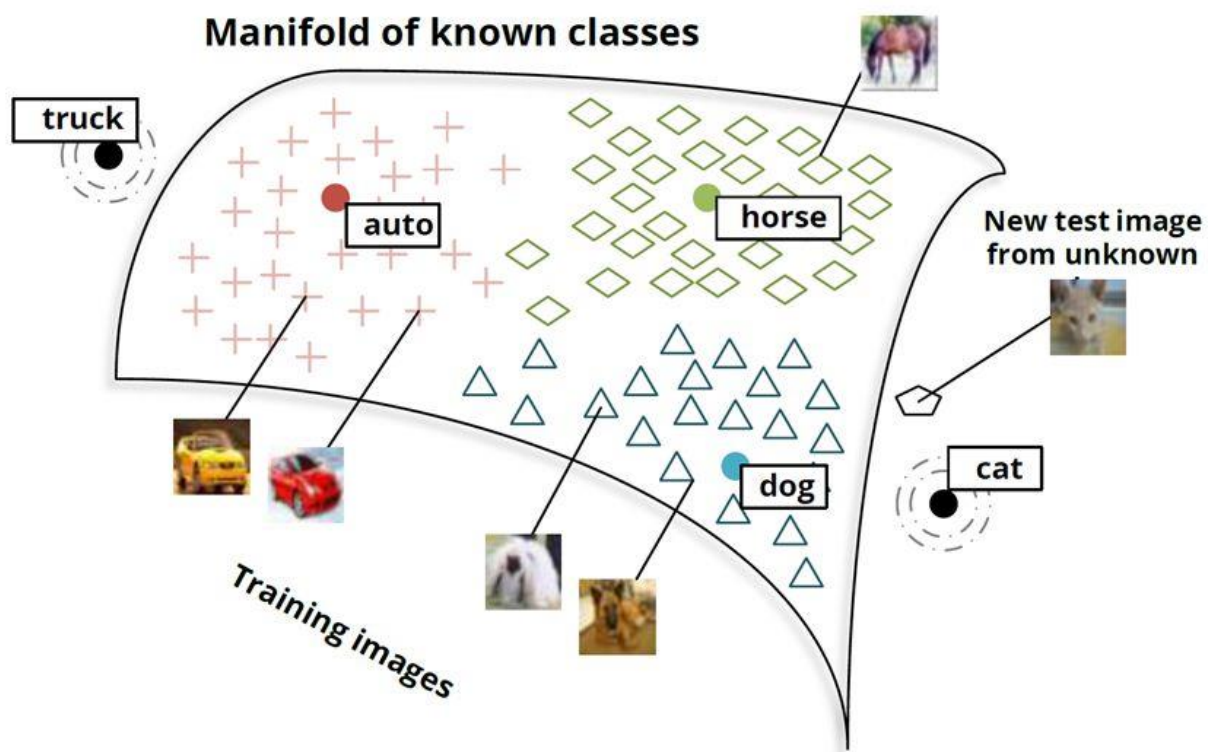 Manifold of known classes
truck
auto
horse
New test image
from unknown
cat
dog
Training images